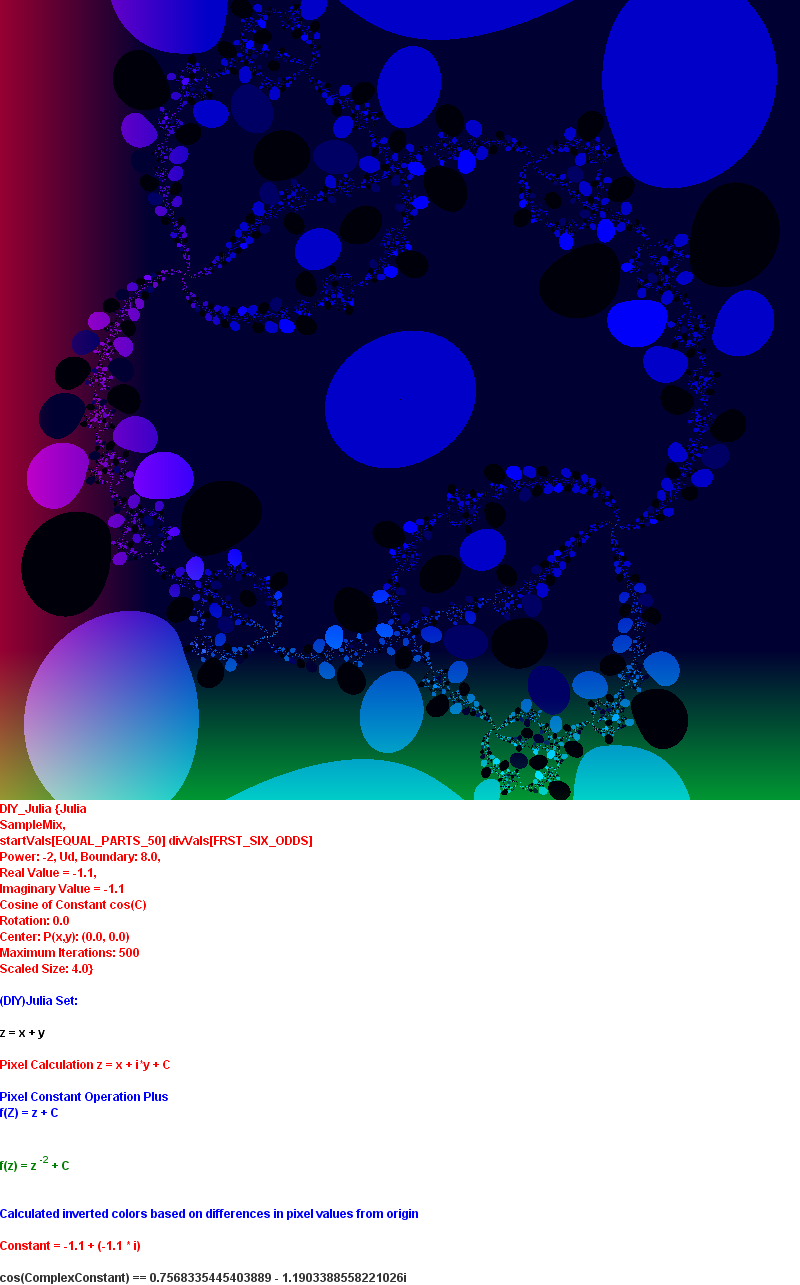 DIY_Julia {Julia
SampleMix,
startVals[EQUAL_PARTS_50] divVals[FRST_SIX_ODDS]
Power: -2, Ud, Boundary: 8.0,
Real Value = -1.1,
Imaginary Value = -1.1
Cosine of Constant cos(C)
Rotation: 0.0
Center: P(x,y): (0.0, 0.0)
Maximum Iterations: 500
Scaled Size: 4.0}
(DIY)Julia Set:
z = x + y
Pixel Calculation z = x + i*y + C
Pixel Constant Operation Plus
f(Z) = z + C
f(z) = z ^-2 + C
Calculated inverted colors based on differences in pixel values from origin
Constant = -1.1 + (-1.1 * i)
cos(ComplexConstant) == 0.7568335445403889 - 1.1903388558221026i